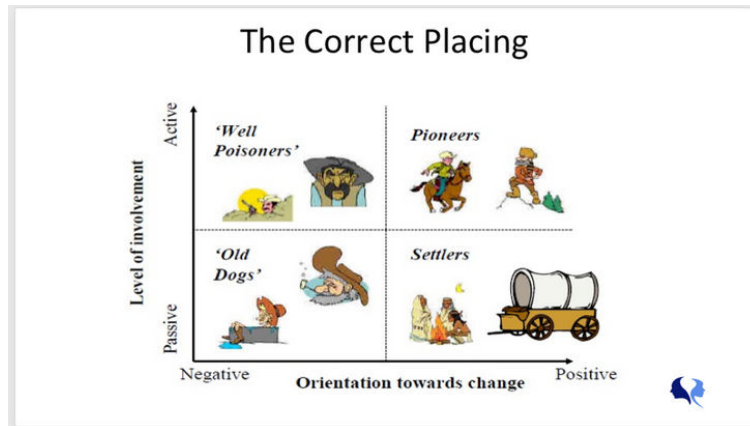 The Correct Placing
Active
'Well
Poisoners'
Pioneers
Level of involvement
'Old
Dogs'
Settlers
Passive
Negative
Orientation towards change
Positive